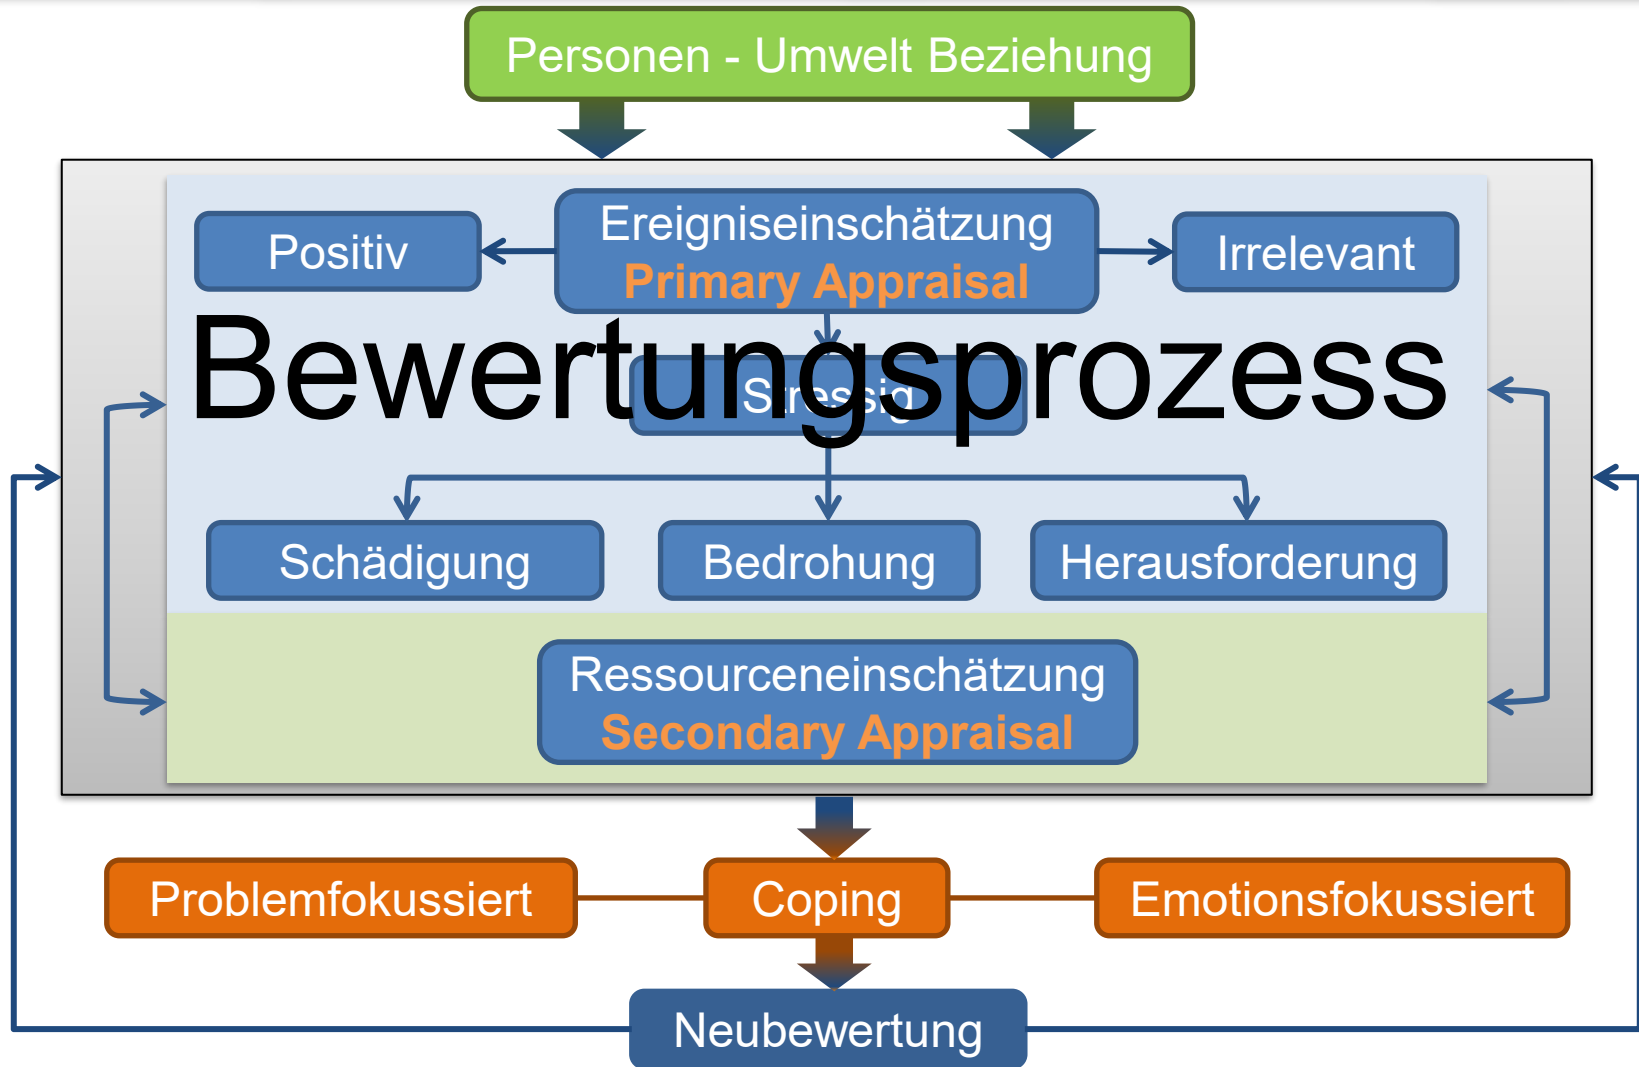 Personen - Umwelt Beziehung
Positiv
Ereigniseinschätzung
Primary Appraisal
Irrelevant
Bewertungsprozess
Stressig
Schädigung
Bedrohung
Herausforderung
Ressourceneinschätzung
Secondary Appraisal
Problemfokussiert
Coping
Emotionsfokussiert
Neubewertung